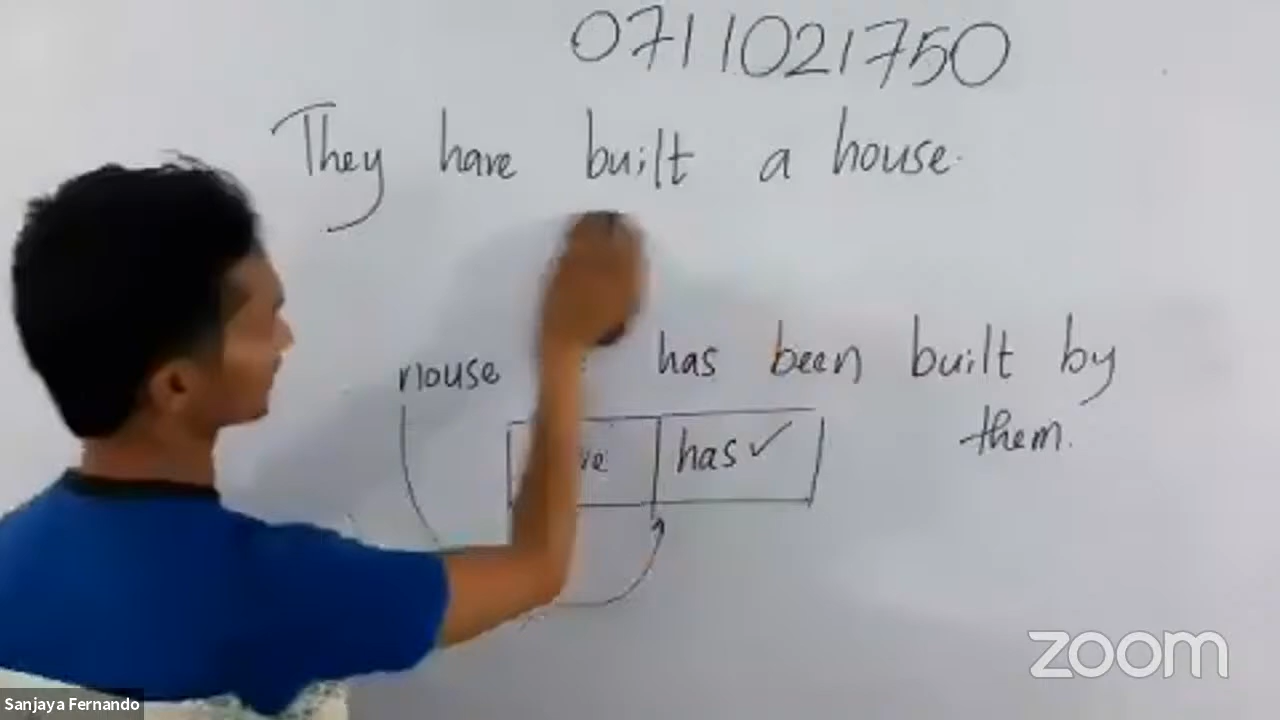 0711021750
They have built a house.
house has been built by
them.
has ✓
zoom
Sanjaya Fernando